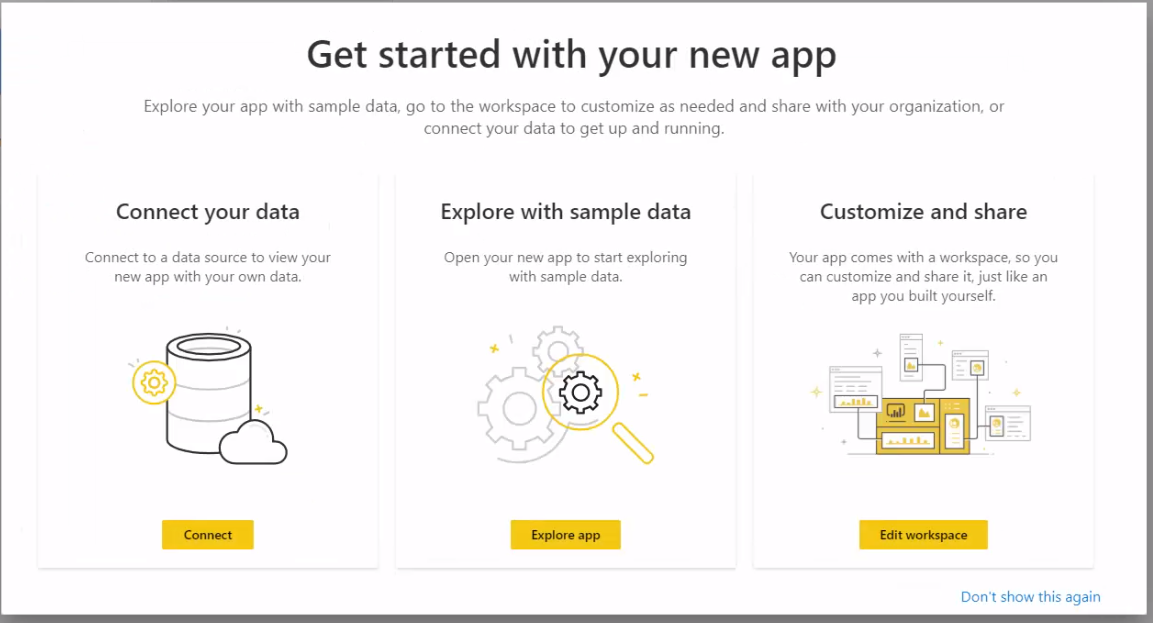 Get started with your new app
Explore your app with sample data, go to the workspace to customize as needed and share with your organization, or
connect your data to get up and running.
Connect your data
Connect to a data source to view your
new app with your own data.
Connect
Explore with sample data
Open your new app to start exploring
with sample data.
Explore app
Customize and share
Your app comes with a workspace, so you
can customize and share it, just like an
app you built yourself.
Edit workspace
Don't show this again